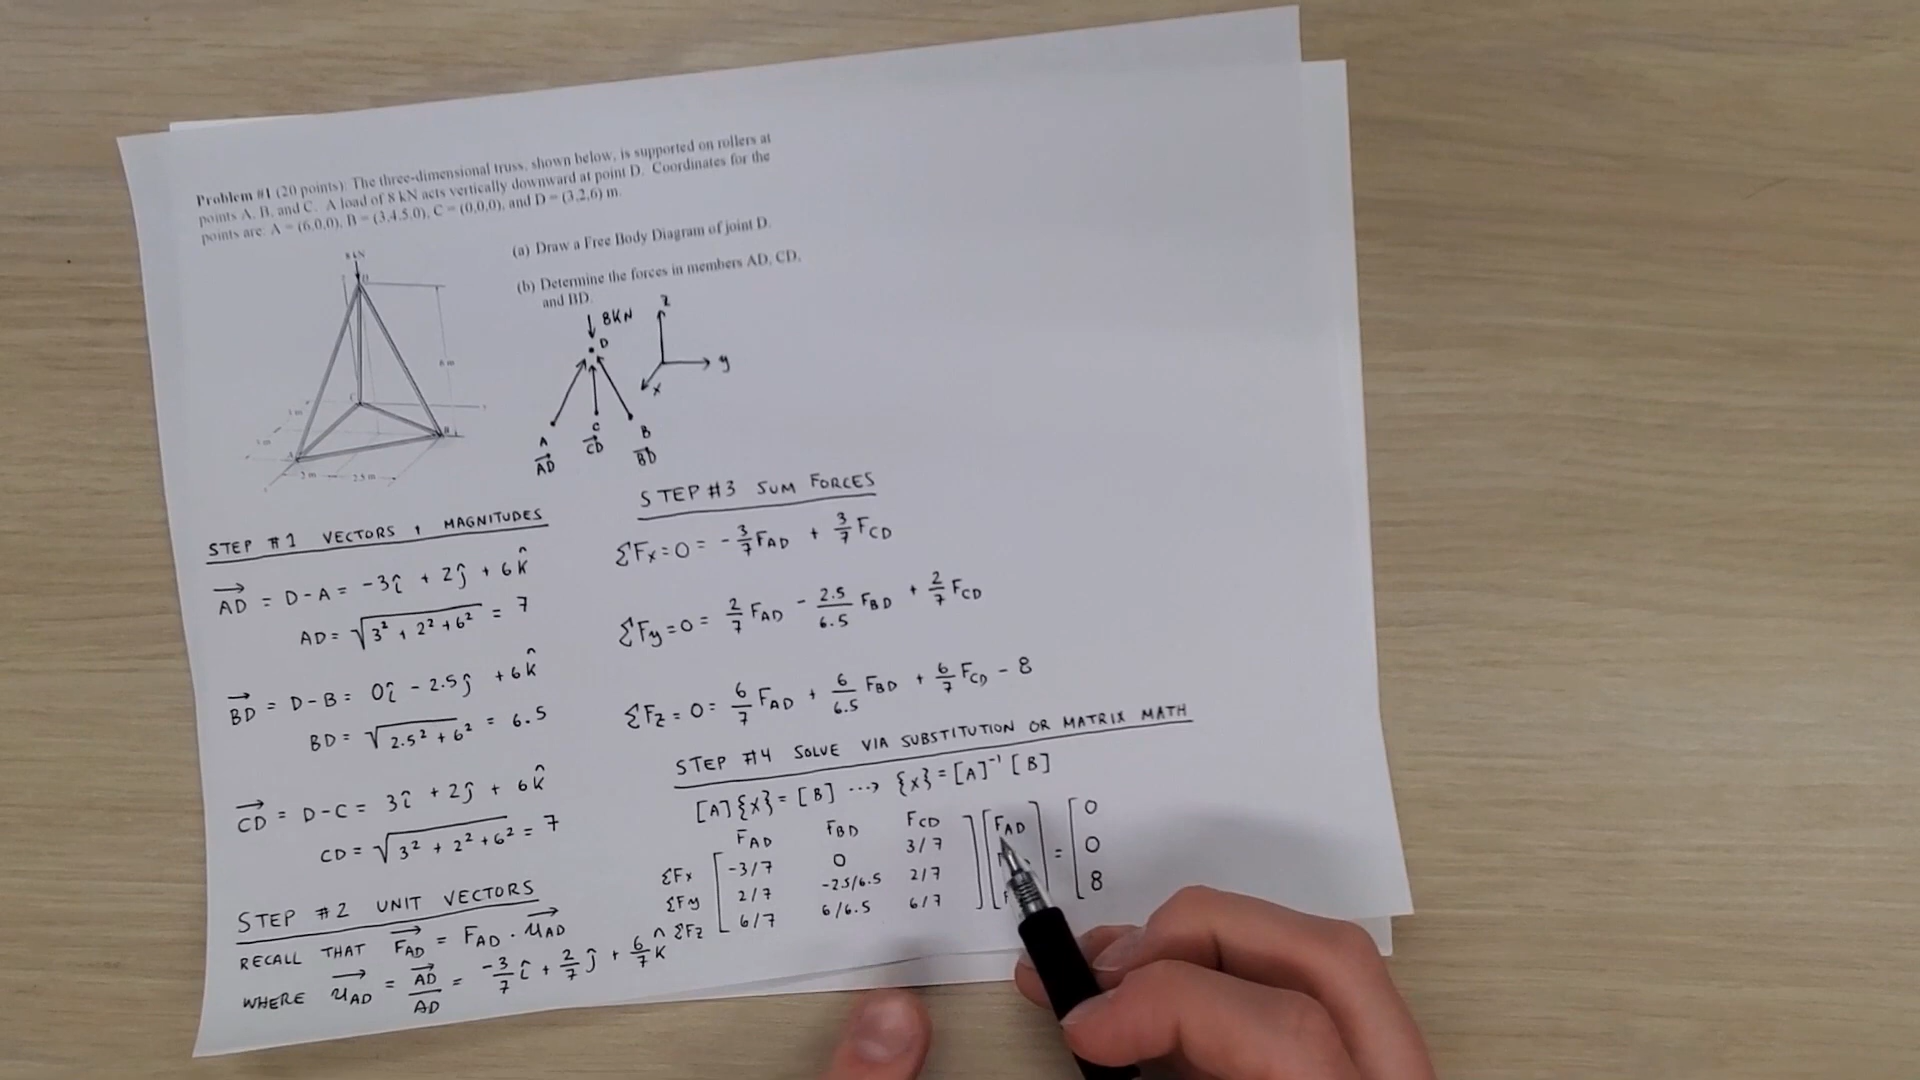 Problem #1 (20 points). The three-dimensional truss, shown below, is supported on rollers at
points A, B, and C. A load of 8 kN acts vertically downward at point D. Coordinates for the
points are: A = (6,0,0), B = (3,4.5,0), C = (0,0,0), and D = (3,2,6) m.
(a) Draw a Free Body Diagram of joint D.
(b) Determine the forces in members AD, CD,
and BD.
8 kN
D
6 m
C
3 m
3 m
A
B
2 m
2.5 m
8KN
D
z
y
x
A
C
B
→AD
→CD
→BD
STEP #1 VECTORS & MAGNITUDES
→AD = D-A = -3î + 2ĵ + 6k̂
AD = √(3² + 2² + 6²) = 7
→BD = D-B = 0î - 2.5ĵ + 6k̂
BD = √(2.5² + 6²) = 6.5
→CD = D-C = 3î + 2ĵ + 6k̂
CD = √(3² + 2² + 6²) = 7
STEP #2 UNIT VECTORS
RECALL THAT →F_AD = F_AD · →u_AD
WHERE →u_AD = →AD/AD = -3/7 î + 2/7 ĵ + 6/7 k̂
STEP #3 SUM FORCES
ΣFx = 0 = -3/7 F_AD + 3/7 F_CD
ΣFy = 0 = 2/7 F_AD - 2.5/6.5 F_BD + 2/7 F_CD
ΣFz = 0 = 6/7 F_AD + 6/6.5 F_BD + 6/7 F_CD - 8
STEP #4 SOLVE VIA SUBSTITUTION OR MATRIX MATH
[A]{x} = [B] ···> {x} = [A]⁻¹ [B]
F_AD F_BD F_CD
ΣFx [ -3/7 0 3/7 ] [ F_AD ] = [ 0
ΣFy 2/7 -2.5/6.5 2/7 0
ΣFz 6/7 6/6.5 6/7 F 8